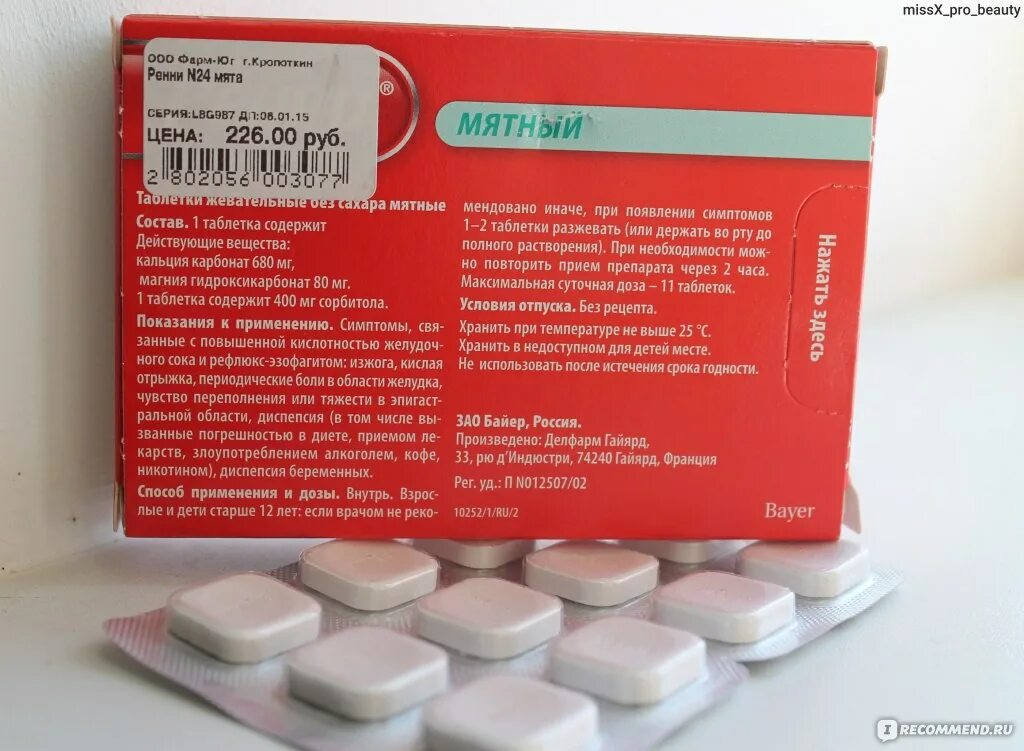 missX_pro_beauty
ООО Фарм-Юг г.Кропоткин
Ренни N24 мята
СЕРИЯ:LBG987 ДП:08.01.15
ЦЕНА: 226.00 руб.
2 802056 003077
®
МЯТНЫЙ
Таблетки жевательные без сахара мятные
Состав. 1 таблетка содержит
Действующие вещества:
кальция карбонат 680 мг,
магния гидроксикарбонат 80 мг.
1 таблетка содержит 400 мг сорбитола.
Показания к применению. Симптомы, свя-
занные с повышенной кислотностью желудоч-
ного сока и рефлюкс-эзофагитом: изжога, кислая
отрыжка, периодические боли в области желудка,
чувство переполнения или тяжести в эпигаст-
ральной области, диспепсия (в том числе вы-
званные погрешностью в диете, приемом ле-
карств, злоупотреблением алкоголем, кофе,
никотином), диспепсия беременных.
Способ применения и дозы. Внутрь. Взрос-
лые и дети старше 12 лет: если врачом не реко-
мендовано иначе, при появлении симптомов
1–2 таблетки разжевать (или держать во рту до
полного растворения). При необходимости мож-
но повторить прием препарата через 2 часа.
Максимальная суточная доза – 11 таблеток.
Условия отпуска. Без рецепта.
Хранить при температуре не выше 25 °C.
Хранить в недоступном для детей месте.
Не использовать после истечения срока годности.
ЗАО Байер, Россия.
Произведено: Делфарм Гайярд,
33, рю д’Индюстри, 74240 Гайярд, Франция
Рег. уд.: П N012507/02
10252/1/RU/2
Bayer
Нажать здесь
I RECOMMEND.RU